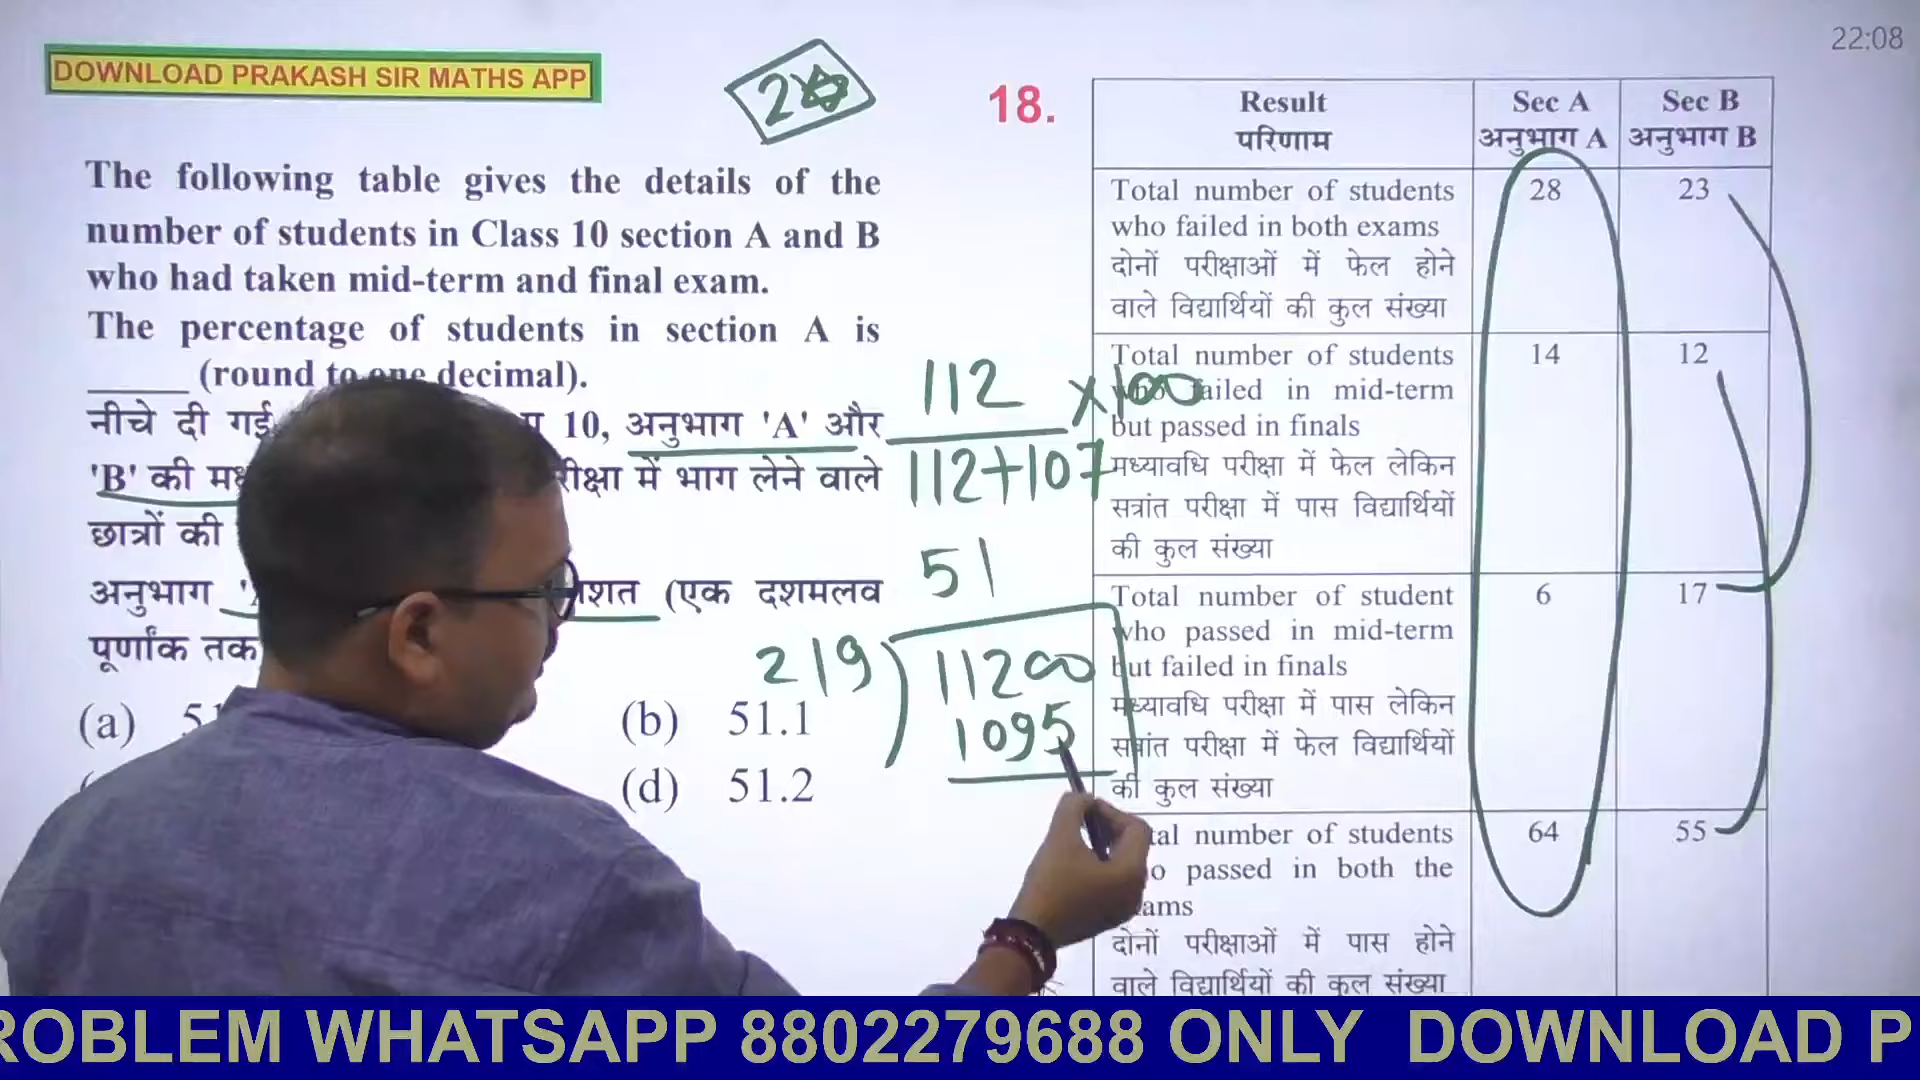 22:08
DOWNLOAD PRAKASH SIR MATHS APP
18.
The following table gives the details of the
number of students in Class 10 section A and B
who had taken mid-term and final exam.
The percentage of students in section A is
______ (round to one decimal).
नीचे दी गई 10, अनुभाग 'A' और
'B' की में भाग लेने वाले
छात्रों की
अनुभाग (एक दशमलव
पूर्णांक तक
(a)
(b) 51.1
(d) 51.2
112 ×100
112+107
51
219 11200
1095
Result Sec A Sec B
परिणाम अनुभाग A अनुभाग B
Total number of students 28 23
who failed in both exams
दोनों परीक्षाओं में फेल होने
वाले विद्यार्थियों की कुल संख्या
Total number of students 14 12
who failed in mid-term
but passed in finals
मध्यावधि परीक्षा में फेल लेकिन
सत्रांत परीक्षा में पास विद्यार्थियों
की कुल संख्या
Total number of student 6 17
who passed in mid-term
but failed in finals
मध्यावधि परीक्षा में पास लेकिन
सत्रांत परीक्षा में फेल विद्यार्थियों
की कुल संख्या
number of students 64 55
passed in both the
दोनों परीक्षाओं में पास होने
वाले विद्यार्थियों की कुल संख्या
ROBLEM WHATSAPP 8802279688 ONLY DOWNLOAD P